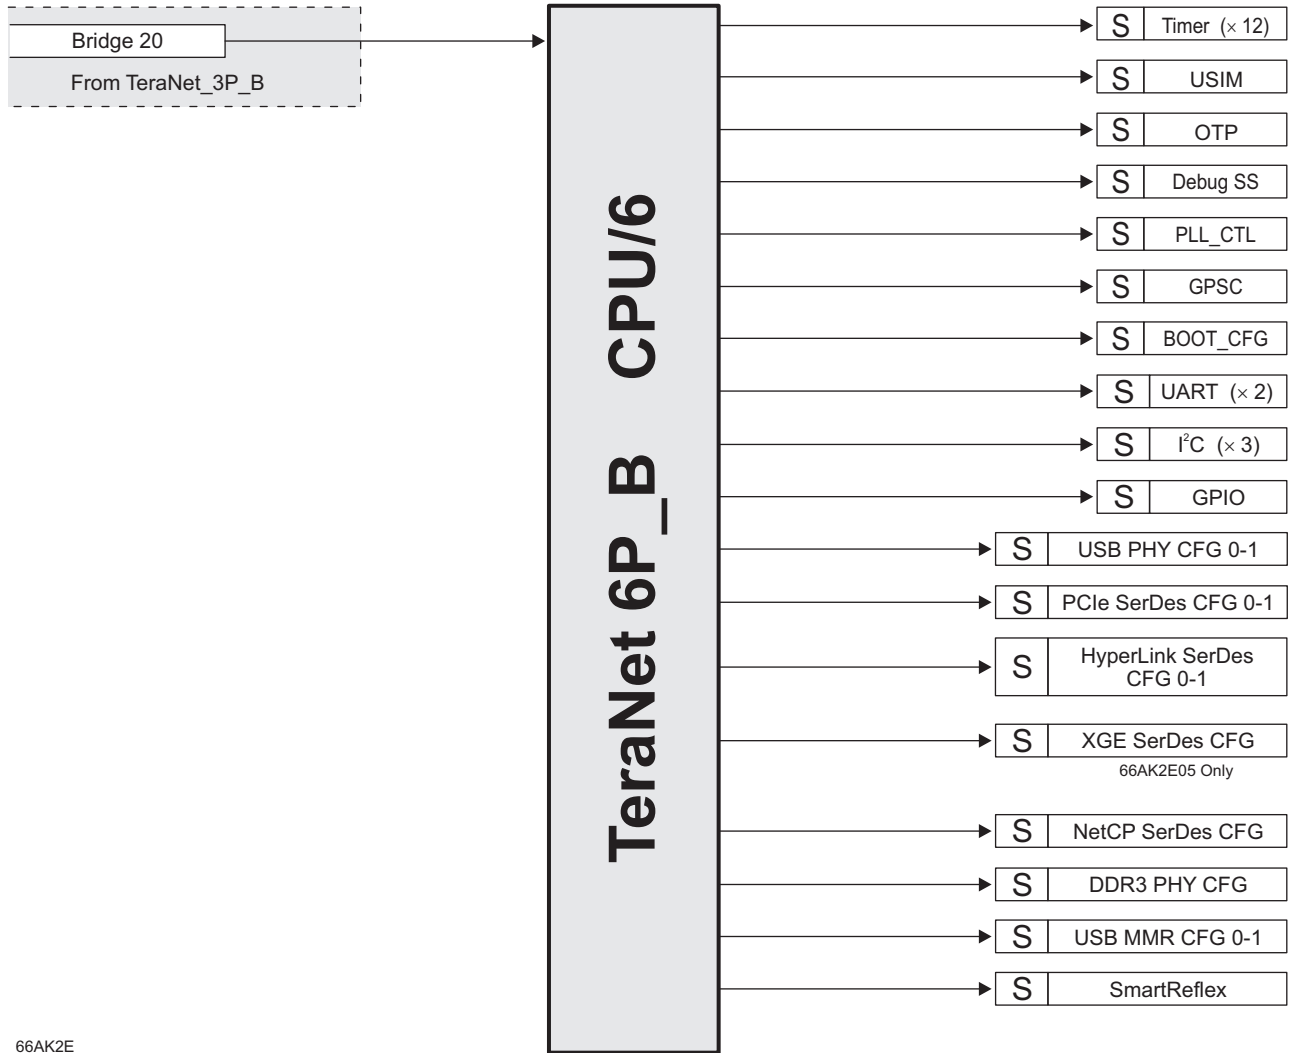 Bridge 20
From TeraNet_3P_B
TeraNet 6P_B CPU/6
S Timer (× 12)
S USIM
S OTP
S Debug SS
S PLL_CTL
S GPSC
S BOOT_CFG
S UART (× 2)
S I²C (× 3)
S GPIO
S USB PHY CFG 0-1
S PCIe SerDes CFG 0-1
S HyperLink SerDes
CFG 0-1
S XGE SerDes CFG
66AK2E05 Only
S NetCP SerDes CFG
S DDR3 PHY CFG
S USB MMR CFG 0-1
S SmartReflex
66AK2E